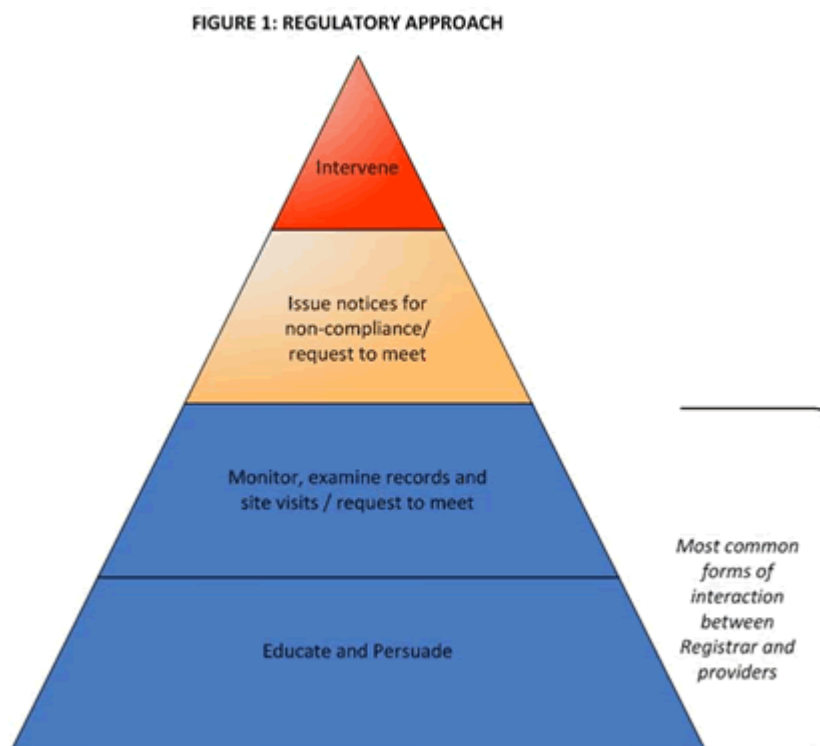 FIGURE 1: REGULATORY APPROACH
Intervene
Issue notices for
non-compliance/
request to meet
Monitor, examine records and
site visits / request to meet
Most common
forms of
interaction
between
Registrar and
providers
Educate and Persuade